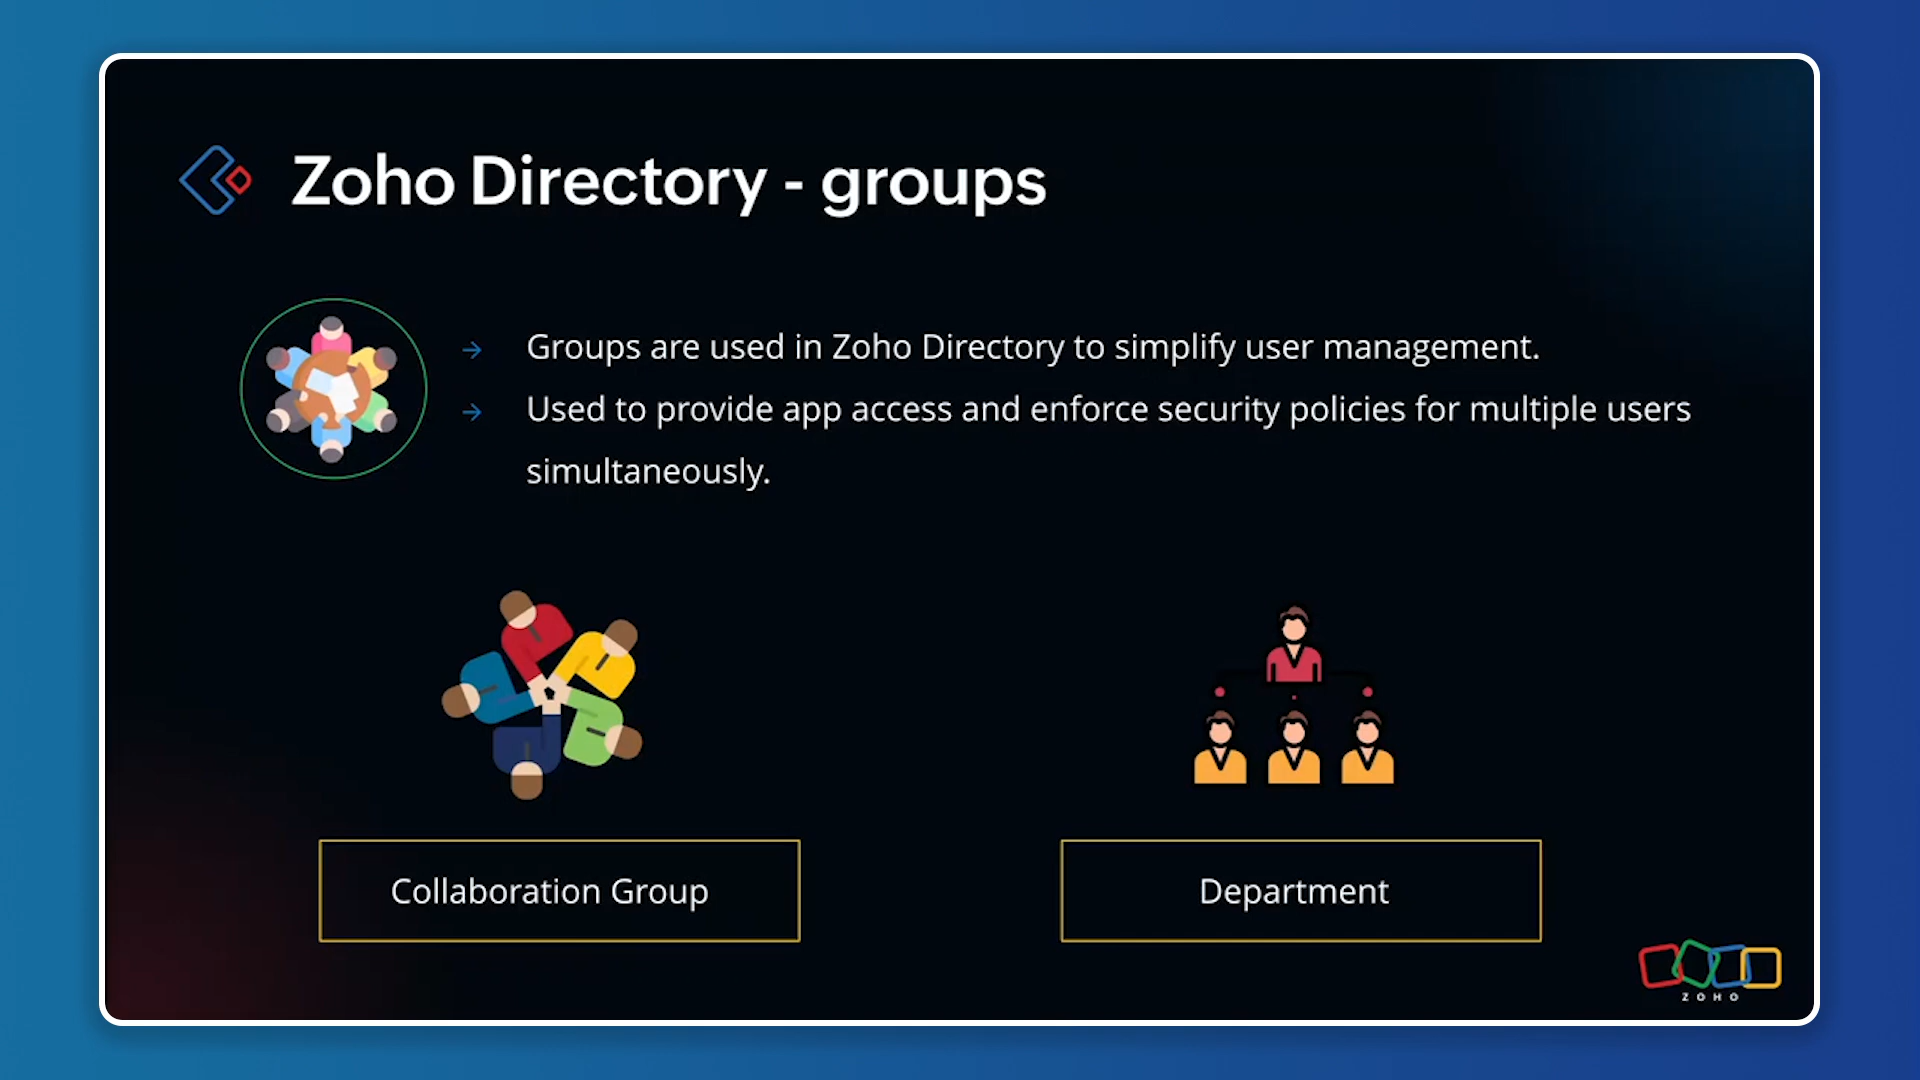 Zoho Directory - groups
Groups are used in Zoho Directory to simplify user management.
Used to provide app access and enforce security policies for multiple users
simultaneously.
Collaboration Group
Department
ZOHO